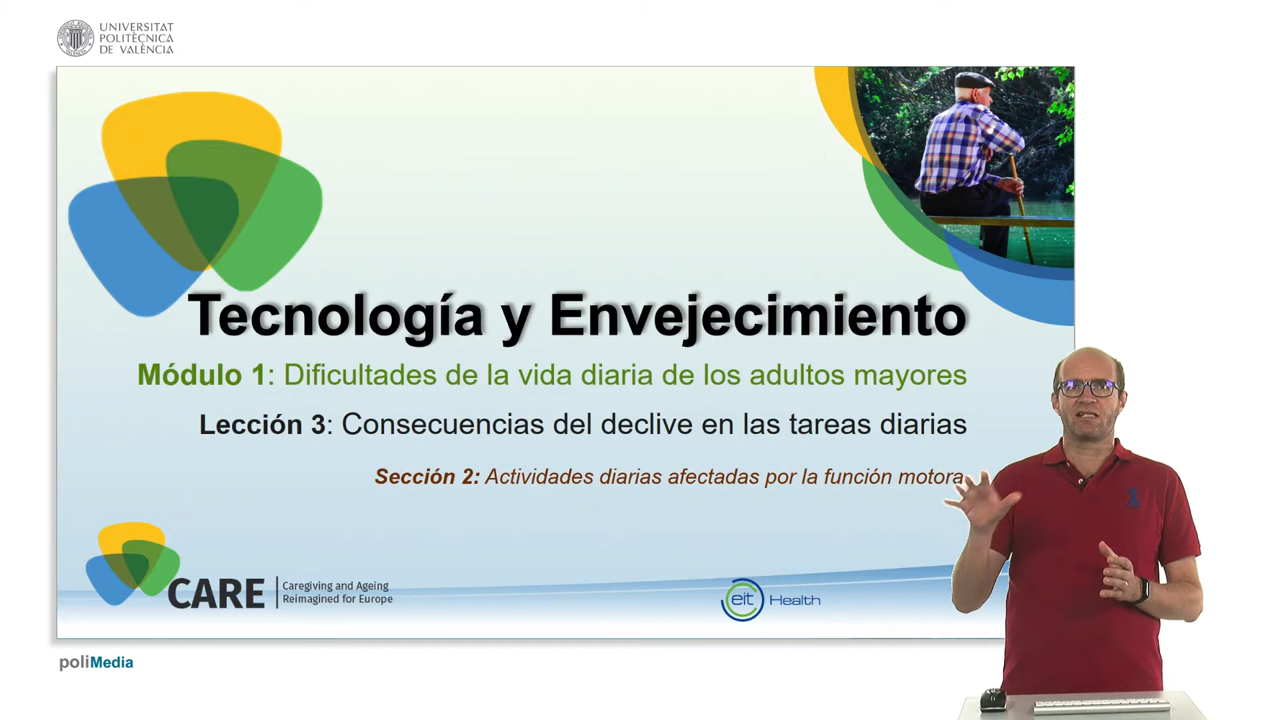 UNIVERSITAT
POLITÈCNICA
DE VALÈNCIA
Tecnología y Envejecimiento
Módulo 1: Dificultades de la vida diaria de los adultos mayores
Lección 3: Consecuencias del declive en las tareas diarias
Sección 2: Actividades diarias afectadas por la función motora
CARE
Caregiving and Ageing
Reimagined for Europe
eit Health
poliMedia